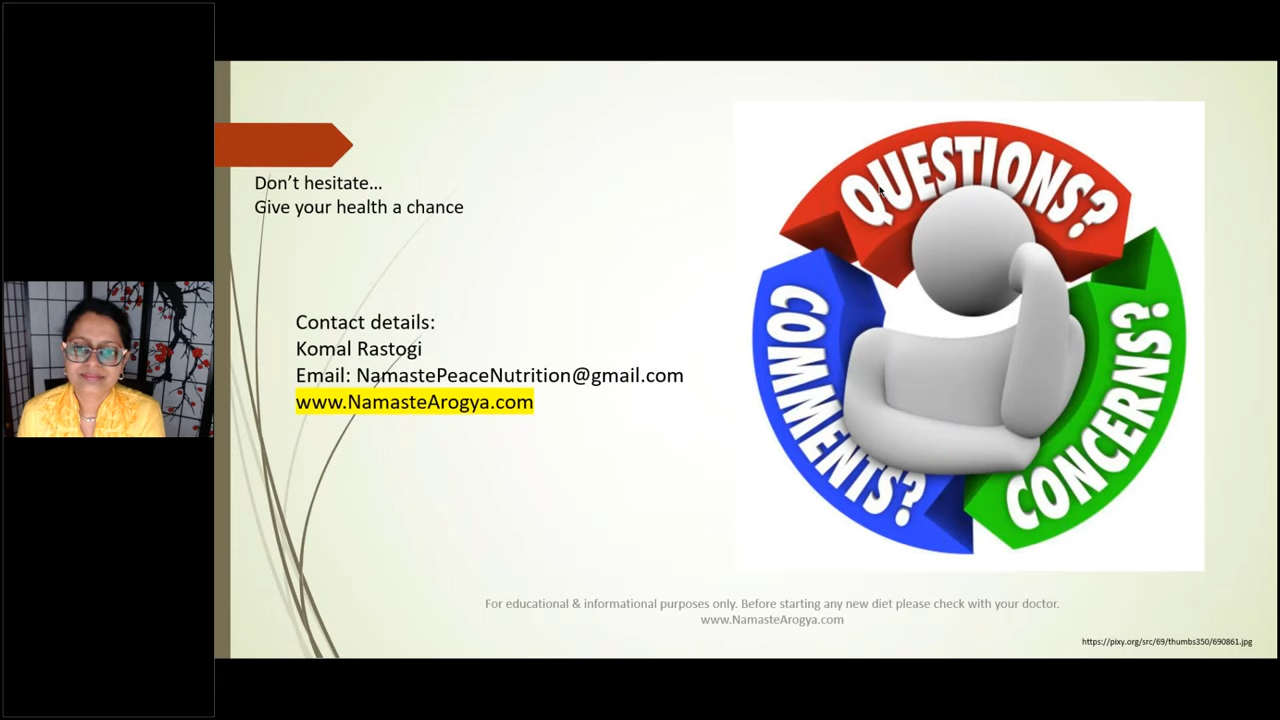 Don’t hesitate…
Give your health a chance
Contact details:
Komal Rastogi
Email: NamastePeaceNutrition@gmail.com
www.NamasteArogya.com
QUESTIONS?
COMMENTS?
CONCERNS?
For educational & informational purposes only. Before starting any new diet please check with your doctor.
www.NamasteArogya.com
https://pixy.org/src/69/thumbs350/690861.jpg